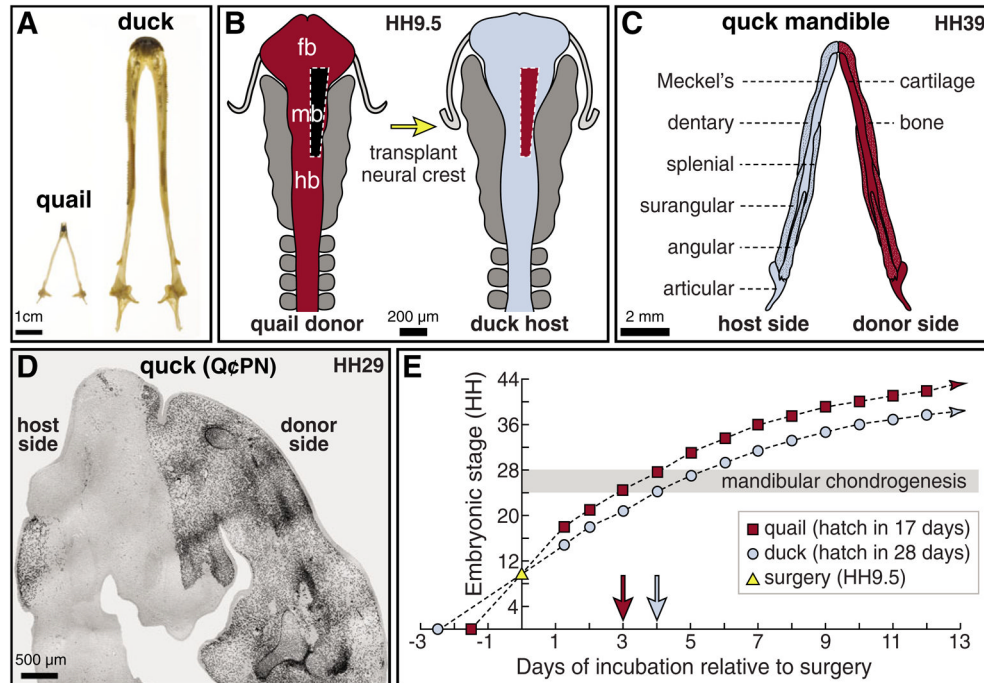 A
duck
quail
1cm
B
HH9.5
fb
mb
hb
transplant
neural crest
quail donor
200 µm
duck host
C
quck mandible
HH39
Meckel's
cartilage
dentary
bone
splenial
surangular
angular
articular
2 mm
host side
donor side
D
quck (Q¢PN)
HH29
host
side
donor
side
500 µm
E
Embryonic stage (HH)
44
36
28
20
12
4
mandibular chondrogenesis
quail (hatch in 17 days)
duck (hatch in 28 days)
surgery (HH9.5)
-3 -1 1 3 5 7 9 11 13
Days of incubation relative to surgery